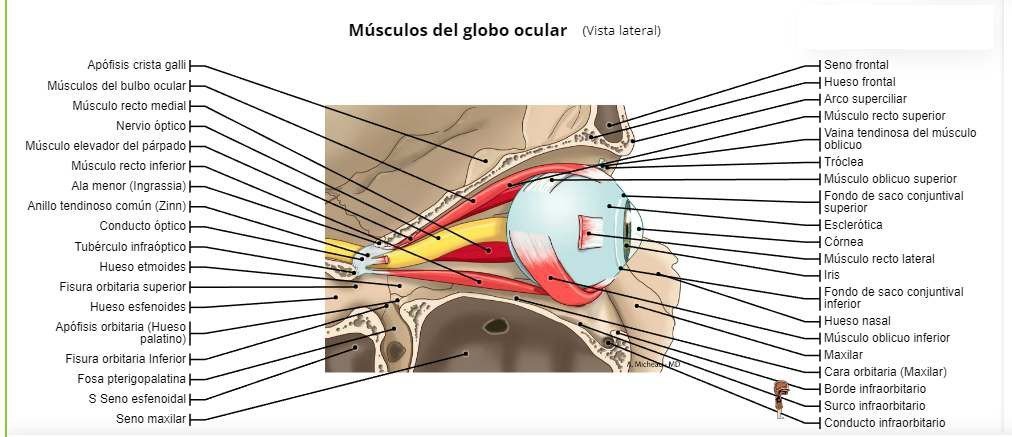 Músculos del globo ocular (Vista lateral)
Apófisis crista galli
Músculos del bulbo ocular
Músculo recto medial
Nervio óptico
Músculo elevador del párpado
Músculo recto inferior
Ala menor (Ingrassia)
Anillo tendinoso común (Zinn)
Conducto óptico
Tubérculo infraóptico
Hueso etmoides
Fisura orbitaria superior
Hueso esfenoides
Apófisis orbitaria (Hueso
palatino)
Fisura orbitaria Inferior
Fosa pterigopalatina
S Seno esfenoidal
Seno maxilar
Seno frontal
Hueso frontal
Arco superciliar
Músculo recto superior
Vaina tendinosa del músculo
oblicuo
Tróclea
Músculo oblicuo superior
Fondo de saco conjuntival
superior
Esclerótica
Córnea
Músculo recto lateral
Iris
Fondo de saco conjuntival
inferior
Hueso nasal
Músculo oblicuo inferior
Maxilar
Cara orbitaria (Maxilar)
Borde infraorbitario
Surco infraorbitario
Conducto infraorbitario
MD